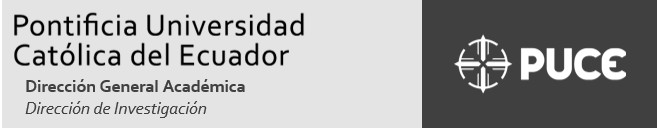 Pontificia Universidad
Católica del Ecuador
Dirección General Académica
Dirección de Investigación
PUCE